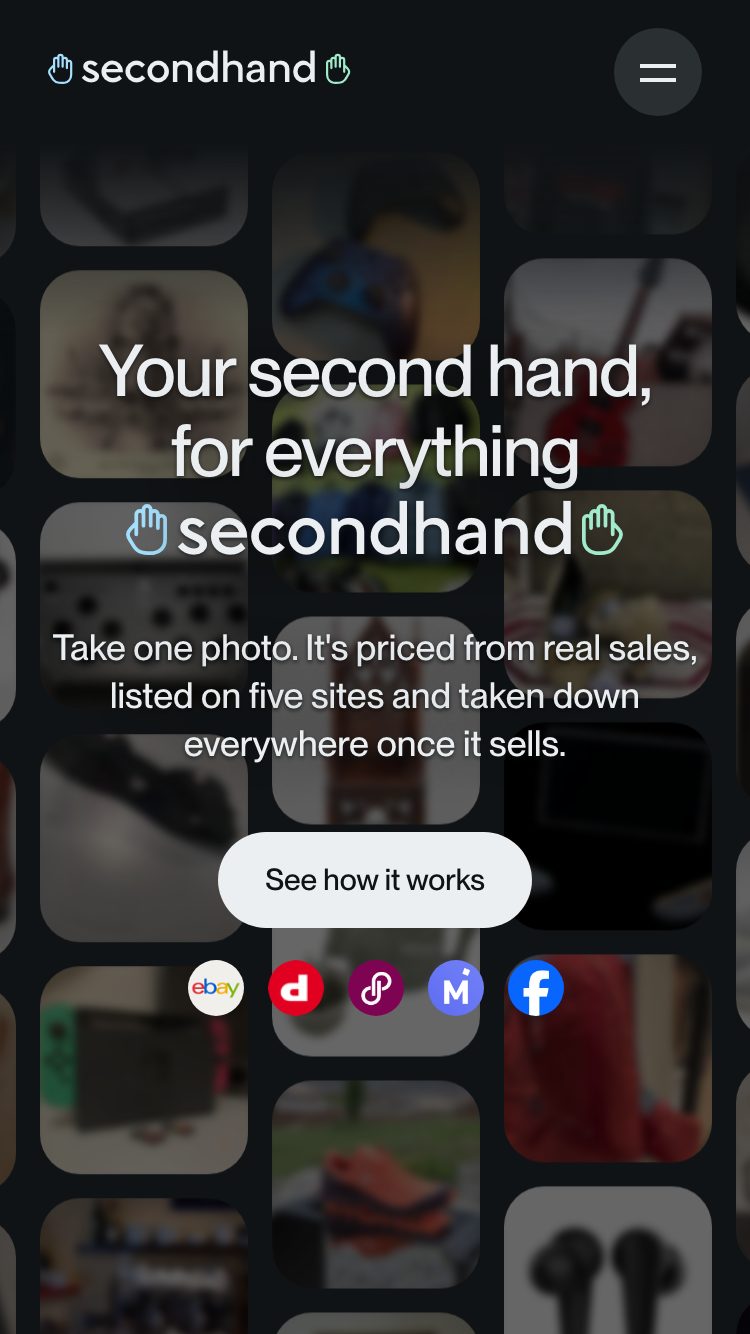 secondhand
Your second hand,
for everything
secondhand
Take one photo. It's priced from real sales,
listed on five sites and taken down
everywhere once it sells.
See how it works
ebay
d
M
f